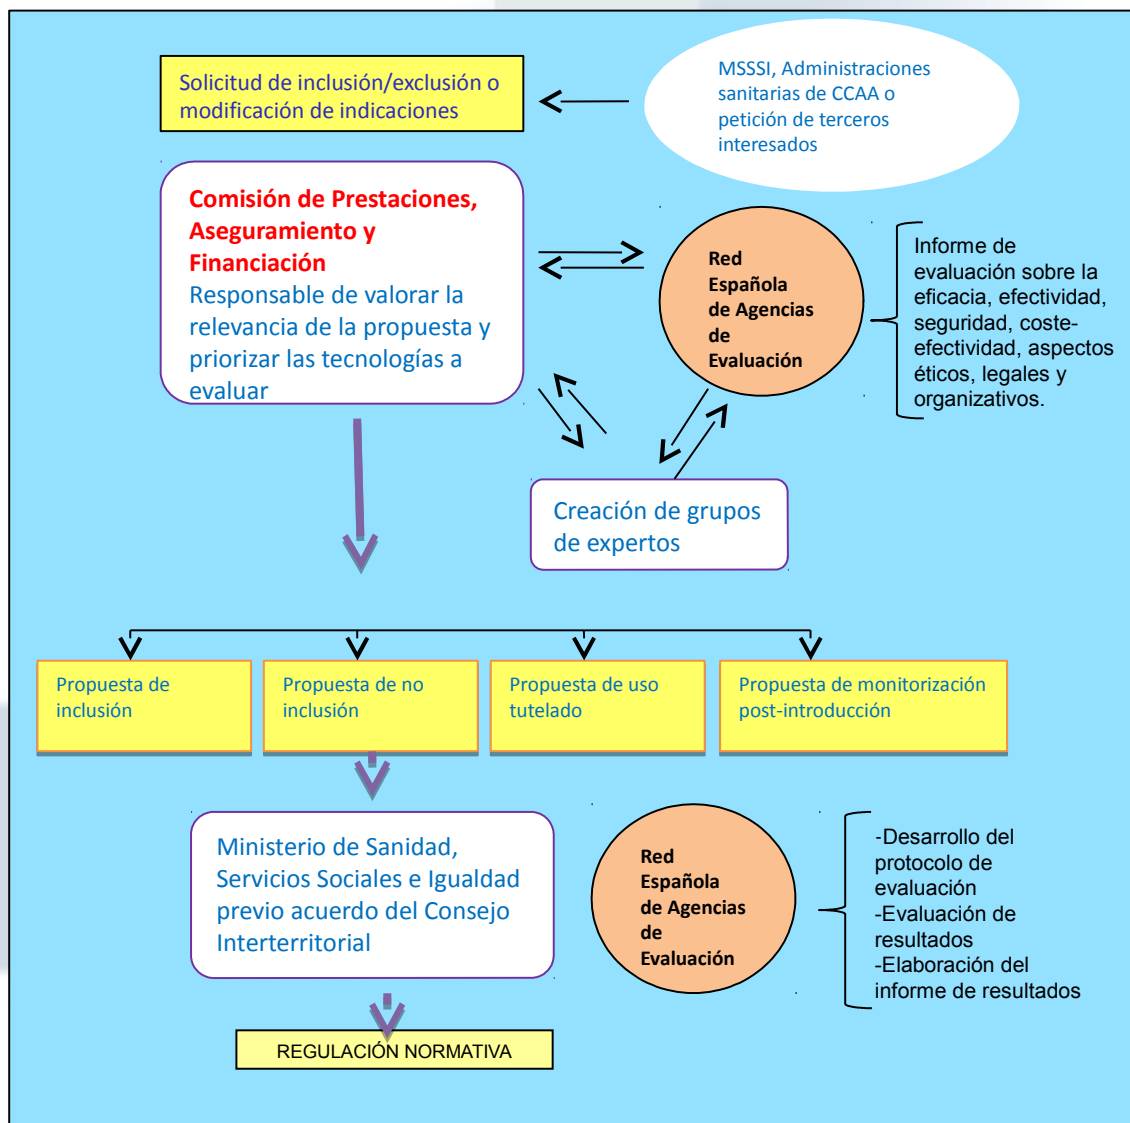 Solicitud de inclusión/exclusión o
modificación de indicaciones
MSSSI, Administraciones
sanitarias de CCAA o
petición de terceros
interesados
Comisión de Prestaciones,
Aseguramiento y
Financiación
Responsable de valorar la
relevancia de la propuesta y
priorizar las tecnologías a
evaluar
Red
Española
de Agencias
de
Evaluación
Informe de
evaluación sobre la
eficacia, efectividad,
seguridad, coste-
efectividad, aspectos
éticos, legales y
organizativos.
Creación de grupos
de expertos
Propuesta de
inclusión
Propuesta de no
inclusión
Propuesta de uso
tutelado
Propuesta de monitorización
post-introducción
Ministerio de Sanidad,
Servicios Sociales e Igualdad
previo acuerdo del Consejo
Interterritorial
Red
Española
de Agencias
de
Evaluación
-Desarrollo del
protocolo de
evaluación
-Evaluación de
resultados
-Elaboración del
informe de resultados
REGULACIÓN NORMATIVA